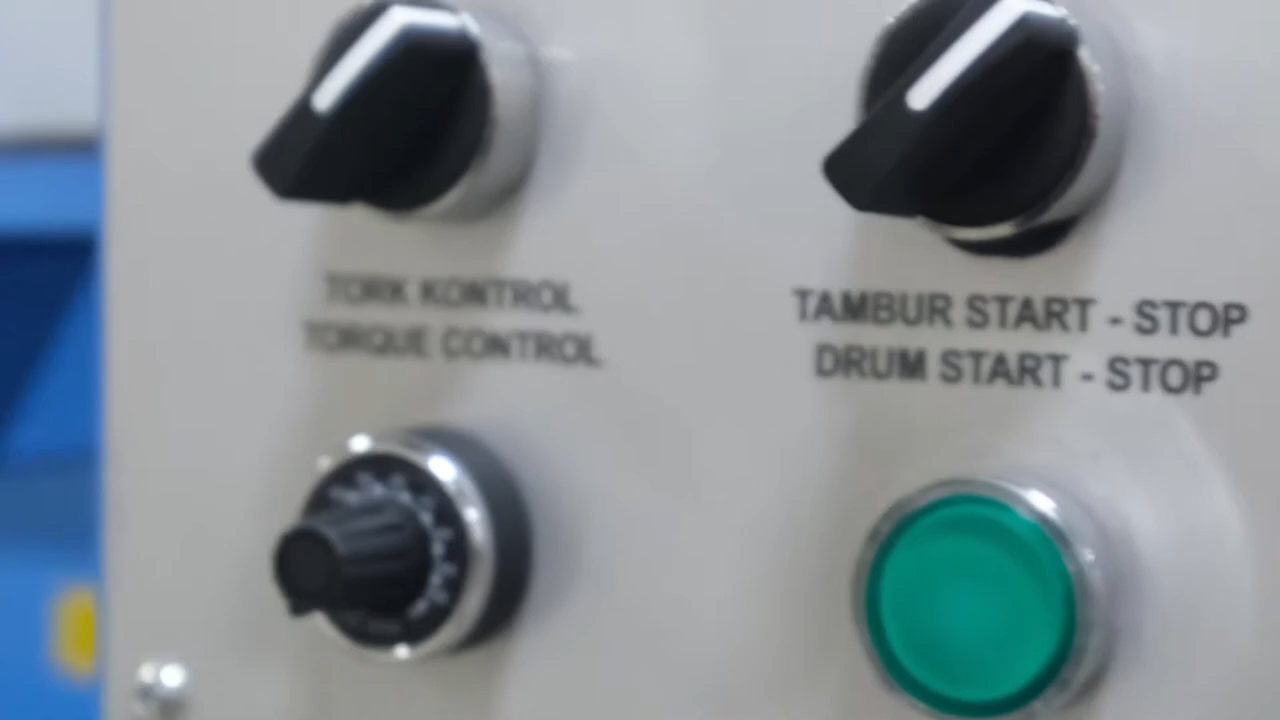 TORK KONTROL
TORQUE CONTROL
TAMBUR START - STOP
DRUM START - STOP